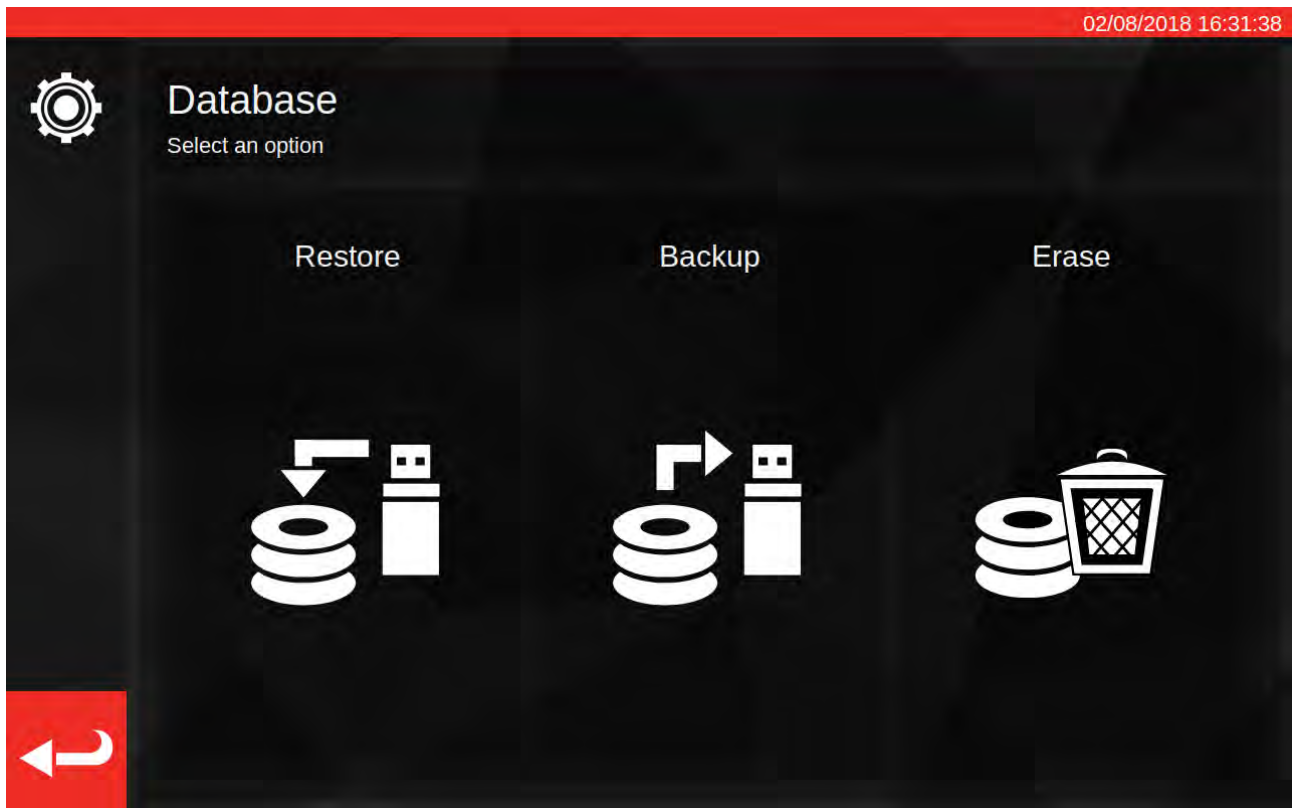 02/08/2018 16:31:38
Database
Select an option
Restore
Backup
Erase